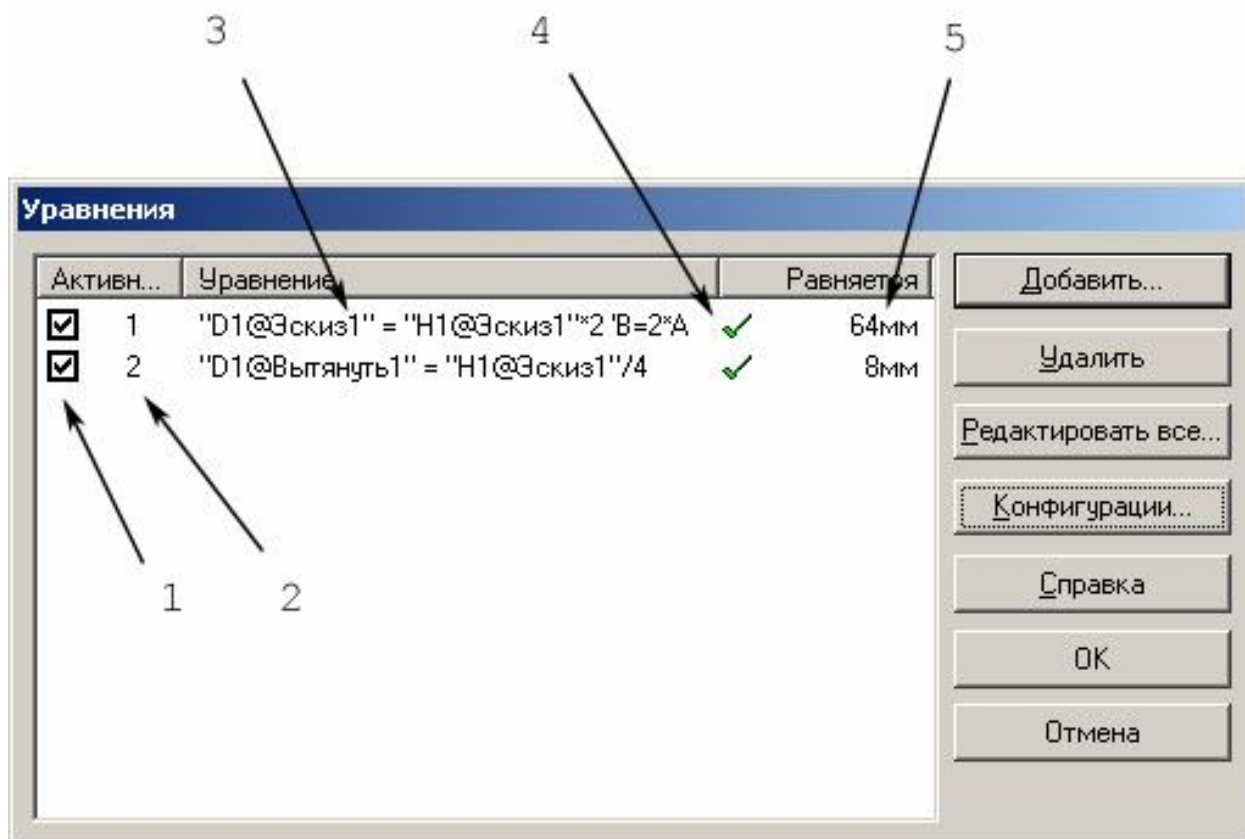 3 4 5
Уравнения
Активн... Уравнение Равняется
1 "D1@Эскиз1" = "H1@Эскиз1"*2 'B=2*A 64мм
2 "D1@Вытянуть1" = "H1@Эскиз1"/4 8мм
1 2
Добавить...
Удалить
Редактировать все...
Конфигурации...
Справка
OK
Отмена